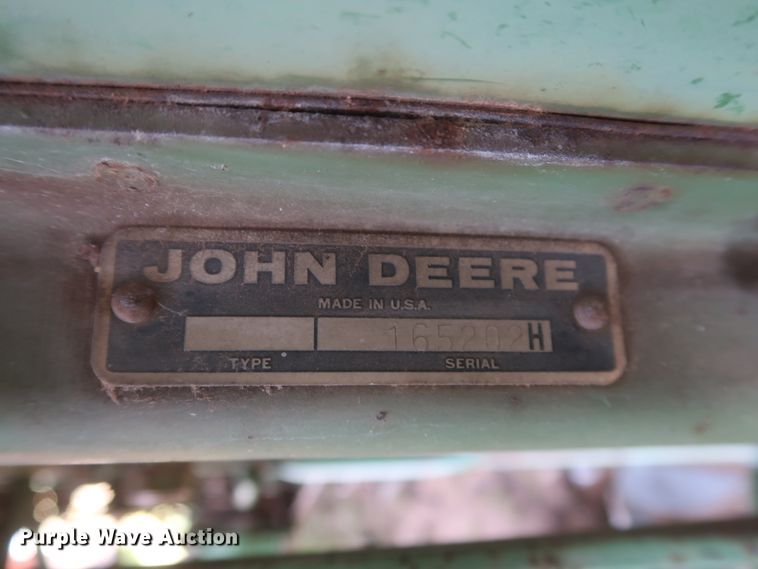 JOHN DEERE
MADE IN U.S.A.
165202H
TYPE SERIAL
Purple Wave Auction